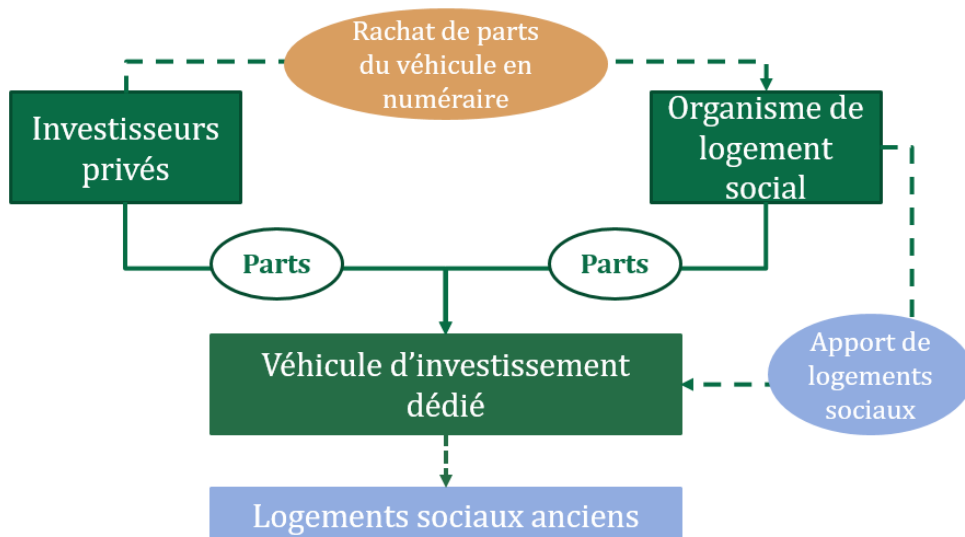 Rachat de parts
du véhicule en
numéraire
Investisseurs
privés
Organisme de
logement
social
Parts
Parts
Véhicule d’investissement
dédié
Apport de
logements
sociaux
Logements sociaux anciens